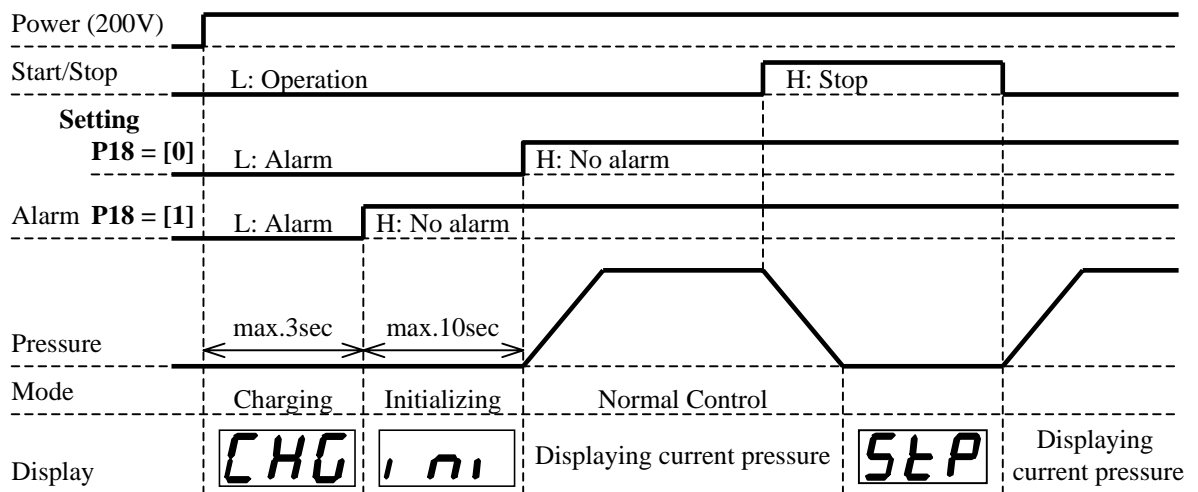 Power (200V)
Start/Stop
L: Operation
H: Stop
Setting
P18 = [0]
L: Alarm
H: No alarm
Alarm P18 = [1]
L: Alarm
H: No alarm
max.3sec
max.10sec
Pressure
Mode
Charging
Initializing
Normal Control
Display
CHG
ini
Displaying current pressure
StP
Displaying
current pressure